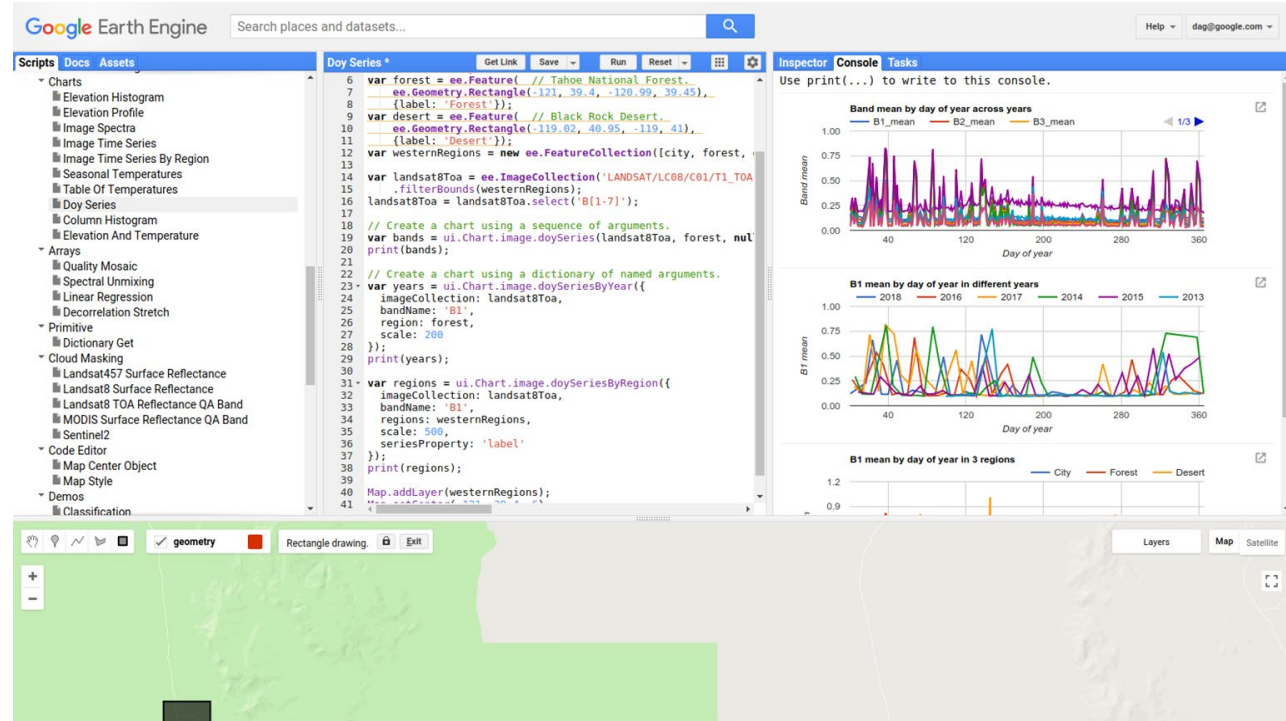 Google Earth Engine
Search places and datasets...
Help
dag@google.com
Scripts Docs Assets
Charts
Elevation Histogram
Elevation Profile
Image Spectra
Image Time Series
Image Time Series By Region
Seasonal Temperatures
Table Of Temperatures
Doy Series
Column Histogram
Elevation And Temperature
Arrays
Quality Mosaic
Spectral Unmixing
Linear Regression
Decorrelation Stretch
Primitive
Dictionary Get
Cloud Masking
Landsat457 Surface Reflectance
Landsat8 Surface Reflectance
Landsat8 TOA Reflectance QA Band
MODIS Surface Reflectance QA Band
Sentinel2
Code Editor
Map Center Object
Map Style
Demos
Classification
Doy Series *
Get Link Save Run Reset
6 var forest = ee.Feature( // Tahoe National Forest.
7 ee.Geometry.Rectangle(-121, 39.4, -120.99, 39.45),
8 {label: 'Forest'});
9 var desert = ee.Feature( // Black Rock Desert.
10 ee.Geometry.Rectangle(-119.02, 40.95, -119, 41),
11 {label: 'Desert'});
12 var westernRegions = new ee.FeatureCollection([city, forest,
13
14 var landsat8Toa = ee.ImageCollection('LANDSAT/LC08/C01/T1_TOA
15 .filterBounds(westernRegions);
16 landsat8Toa = landsat8Toa.select('B[1-7]');
17
18 // Create a chart using a sequence of arguments.
19 var bands = ui.Chart.image.doySeries(landsat8Toa, forest, nul
20 print(bands);
21
22 // Create a chart using a dictionary of named arguments.
23 var years = ui.Chart.image.doySeriesByYear({
24 imageCollection: landsat8Toa,
25 bandName: 'B1',
26 region: forest,
27 scale: 200
28 });
29 print(years);
30
31 var regions = ui.Chart.image.doySeriesByRegion({
32 imageCollection: landsat8Toa,
33 bandName: 'B1',
34 regions: westernRegions,
35 scale: 500,
36 seriesProperty: 'label'
37 });
38 print(regions);
39
40 Map.addLayer(westernRegions);
41
Inspector Console Tasks
Use print(...) to write to this console.
Band mean by day of year across years
B1_mean B2_mean B3_mean 1/3
1.00
0.75
0.50
0.25
0.00
Band mean
40 120 200 280 360
Day of year
B1 mean by day of year in different years
2018 2016 2017 2014 2015 2013
1.00
0.75
0.50
0.25
0.00
B1 mean
40 120 200 280 360
Day of year
B1 mean by day of year in 3 regions
City Forest Desert
1.2
0.9
geometry
Rectangle drawing. Exit
Layers
Map Satellite
+
−